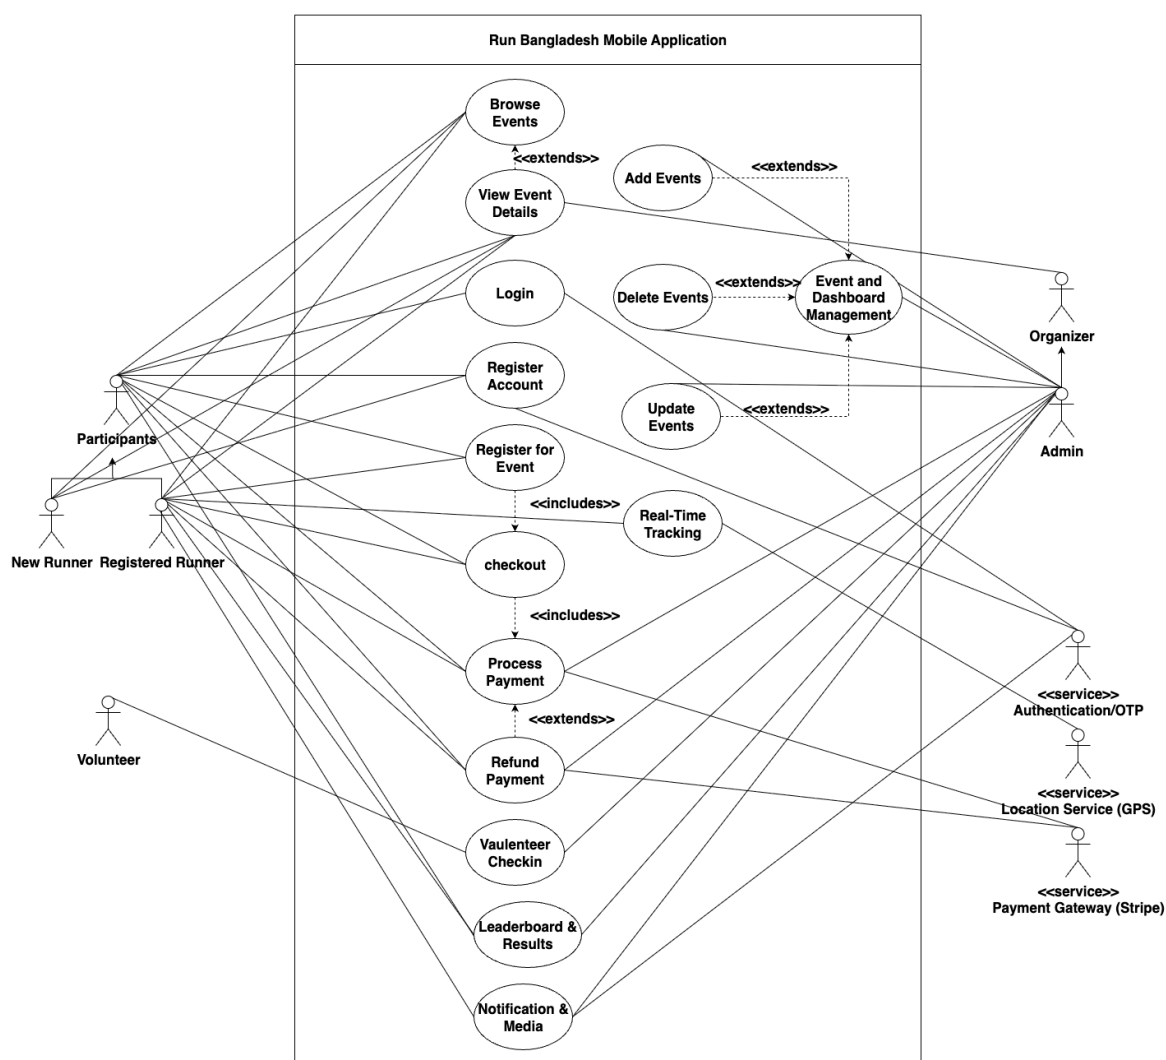 Run Bangladesh Mobile Application
Browse
Events
<<extends>>
View Event
Details
Add Events
<<extends>>
Login
Delete Events
<<extends>>
Event and
Dashboard
Management
Organizer
Register
Account
Update
Events
<<extends>>
Admin
Participants
Register for
Event
<<includes>>
Real-Time
Tracking
New Runner
Registered Runner
checkout
<<includes>>
Process
Payment
<<extends>>
<<service>>
Authentication/OTP
Volunteer
Refund
Payment
<<service>>
Location Service (GPS)
Vaulenteer
Checkin
<<service>>
Payment Gateway (Stripe)
Leaderboard &
Results
Notification &
Media